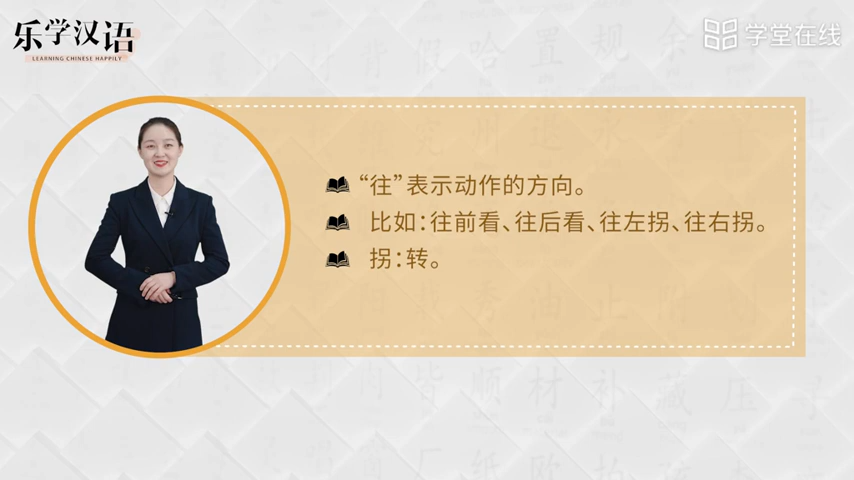 乐学汉语
LEARNING CHINESE HAPPILY
学堂在线
“往”表示动作的方向。
比如:往前看、往后看、往左拐、往右拐。
拐:转。